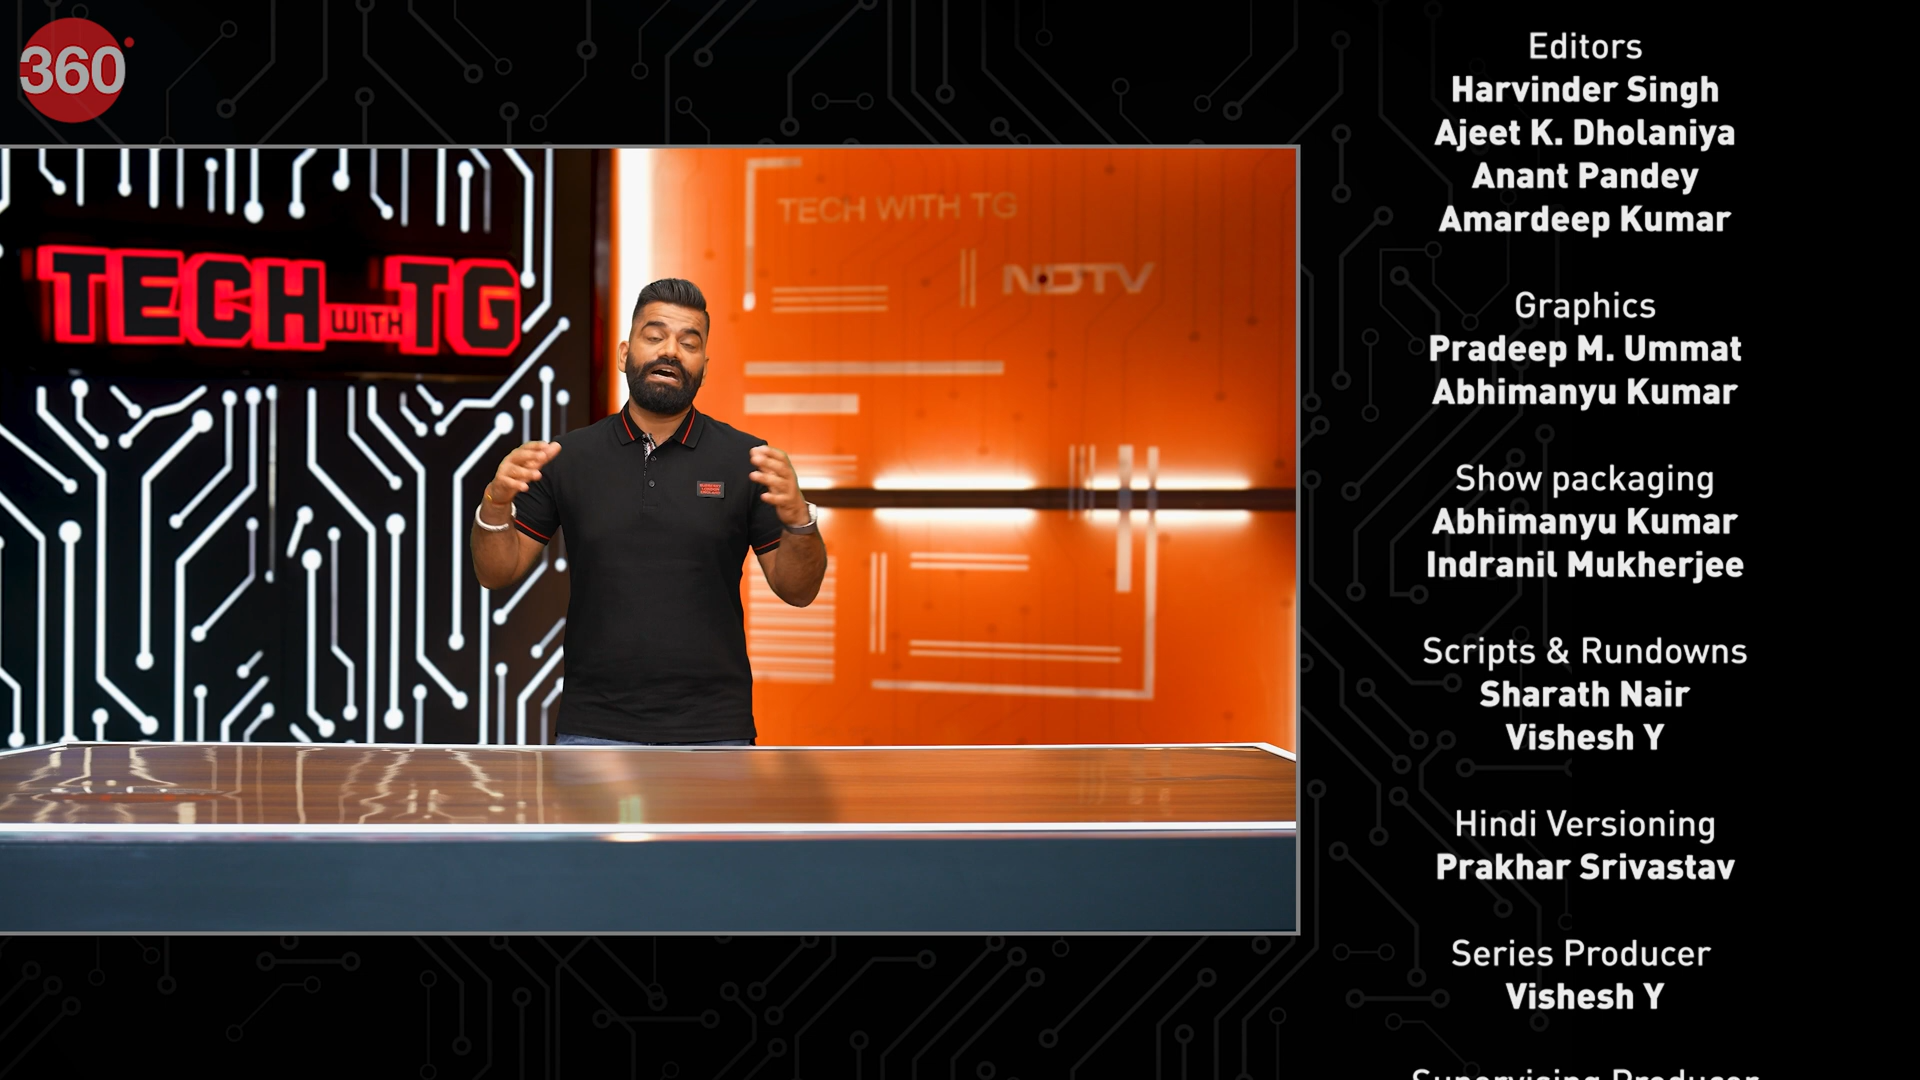 360
TECH WITH TG
TECH WITH TG
NDTV
Editors
Harvinder Singh
Ajeet K. Dholaniya
Anant Pandey
Amardeep Kumar
Graphics
Pradeep M. Ummat
Abhimanyu Kumar
Show packaging
Abhimanyu Kumar
Indranil Mukherjee
Scripts & Rundowns
Sharath Nair
Vishesh Y
Hindi Versioning
Prakhar Srivastav
Series Producer
Vishesh Y
Supervising Producer